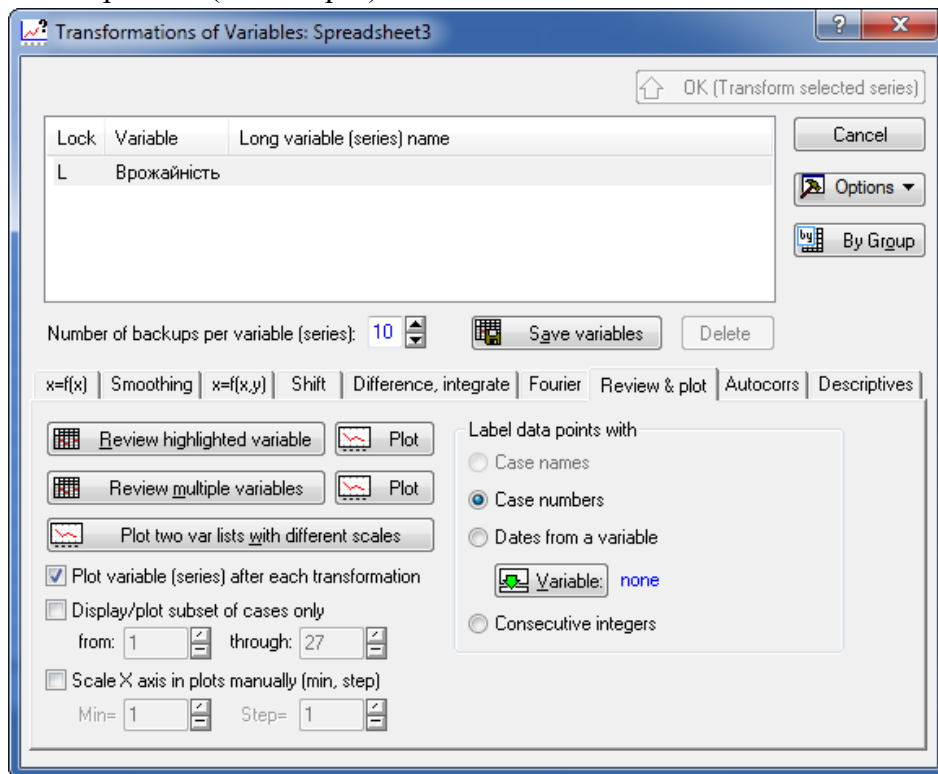 Transformations of Variables: Spreadsheet3
OK (Transform selected series)
Lock Variable Long variable (series) name
L Врожайність
Cancel
Options
By Group
Number of backups per variable (series): 10 Save variables Delete
x=f(x) Smoothing x=f(x,y) Shift Difference, integrate Fourier Review & plot Autocorrs Descriptives
Review highlighted variable Plot
Review multiple variables Plot
Plot two var lists with different scales
Plot variable (series) after each transformation
Display/plot subset of cases only
from: 1 through: 27
Scale X axis in plots manually (min, step)
Min= 1 Step= 1
Label data points with
Case names
Case numbers
Dates from a variable
Variable: none
Consecutive integers